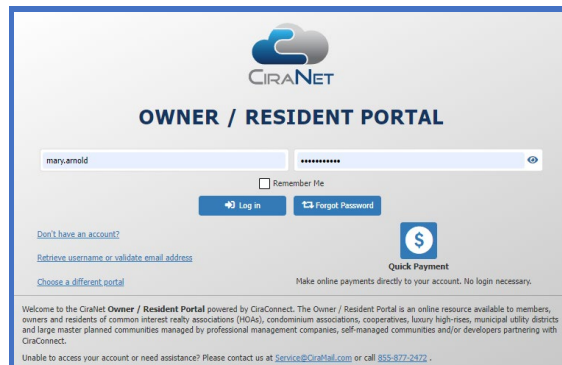 CIRANET
OWNER / RESIDENT PORTAL
mary.arnold
•••••••••••
Remember Me
Log in Forgot Password
Don't have an account?
Retrieve username or validate email address
Choose a different portal
$
Quick Payment
Make online payments directly to your account. No login necessary.
Welcome to the CiraNet Owner / Resident Portal powered by CiraConnect. The Owner / Resident Portal is an online resource available to members,
owners and residents of common interest realty associations (HOAs), condominium associations, cooperatives, luxury high-rises, municipal utility districts
and large master planned communities managed by professional management companies, self-managed communities and/or developers partnering with
CiraConnect.
Unable to access your account or need assistance? Please contact us at Service@CiraMail.com or call 855-877-2472 .